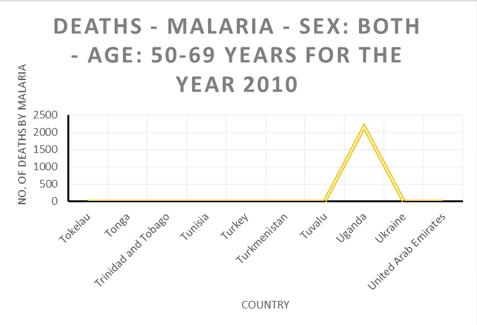 DEATHS - MALARIA - SEX: BOTH
- AGE: 50-69 YEARS FOR THE
YEAR 2010
NO. OF DEATHS BY MALARIA
2500
2000
1500
1000
500
0
Tokelau
Tonga
Trinidad and Tobago
Tunisia
Turkey
Turkmenistan
Tuvalu
Uganda
Ukraine
United Arab Emirates
COUNTRY